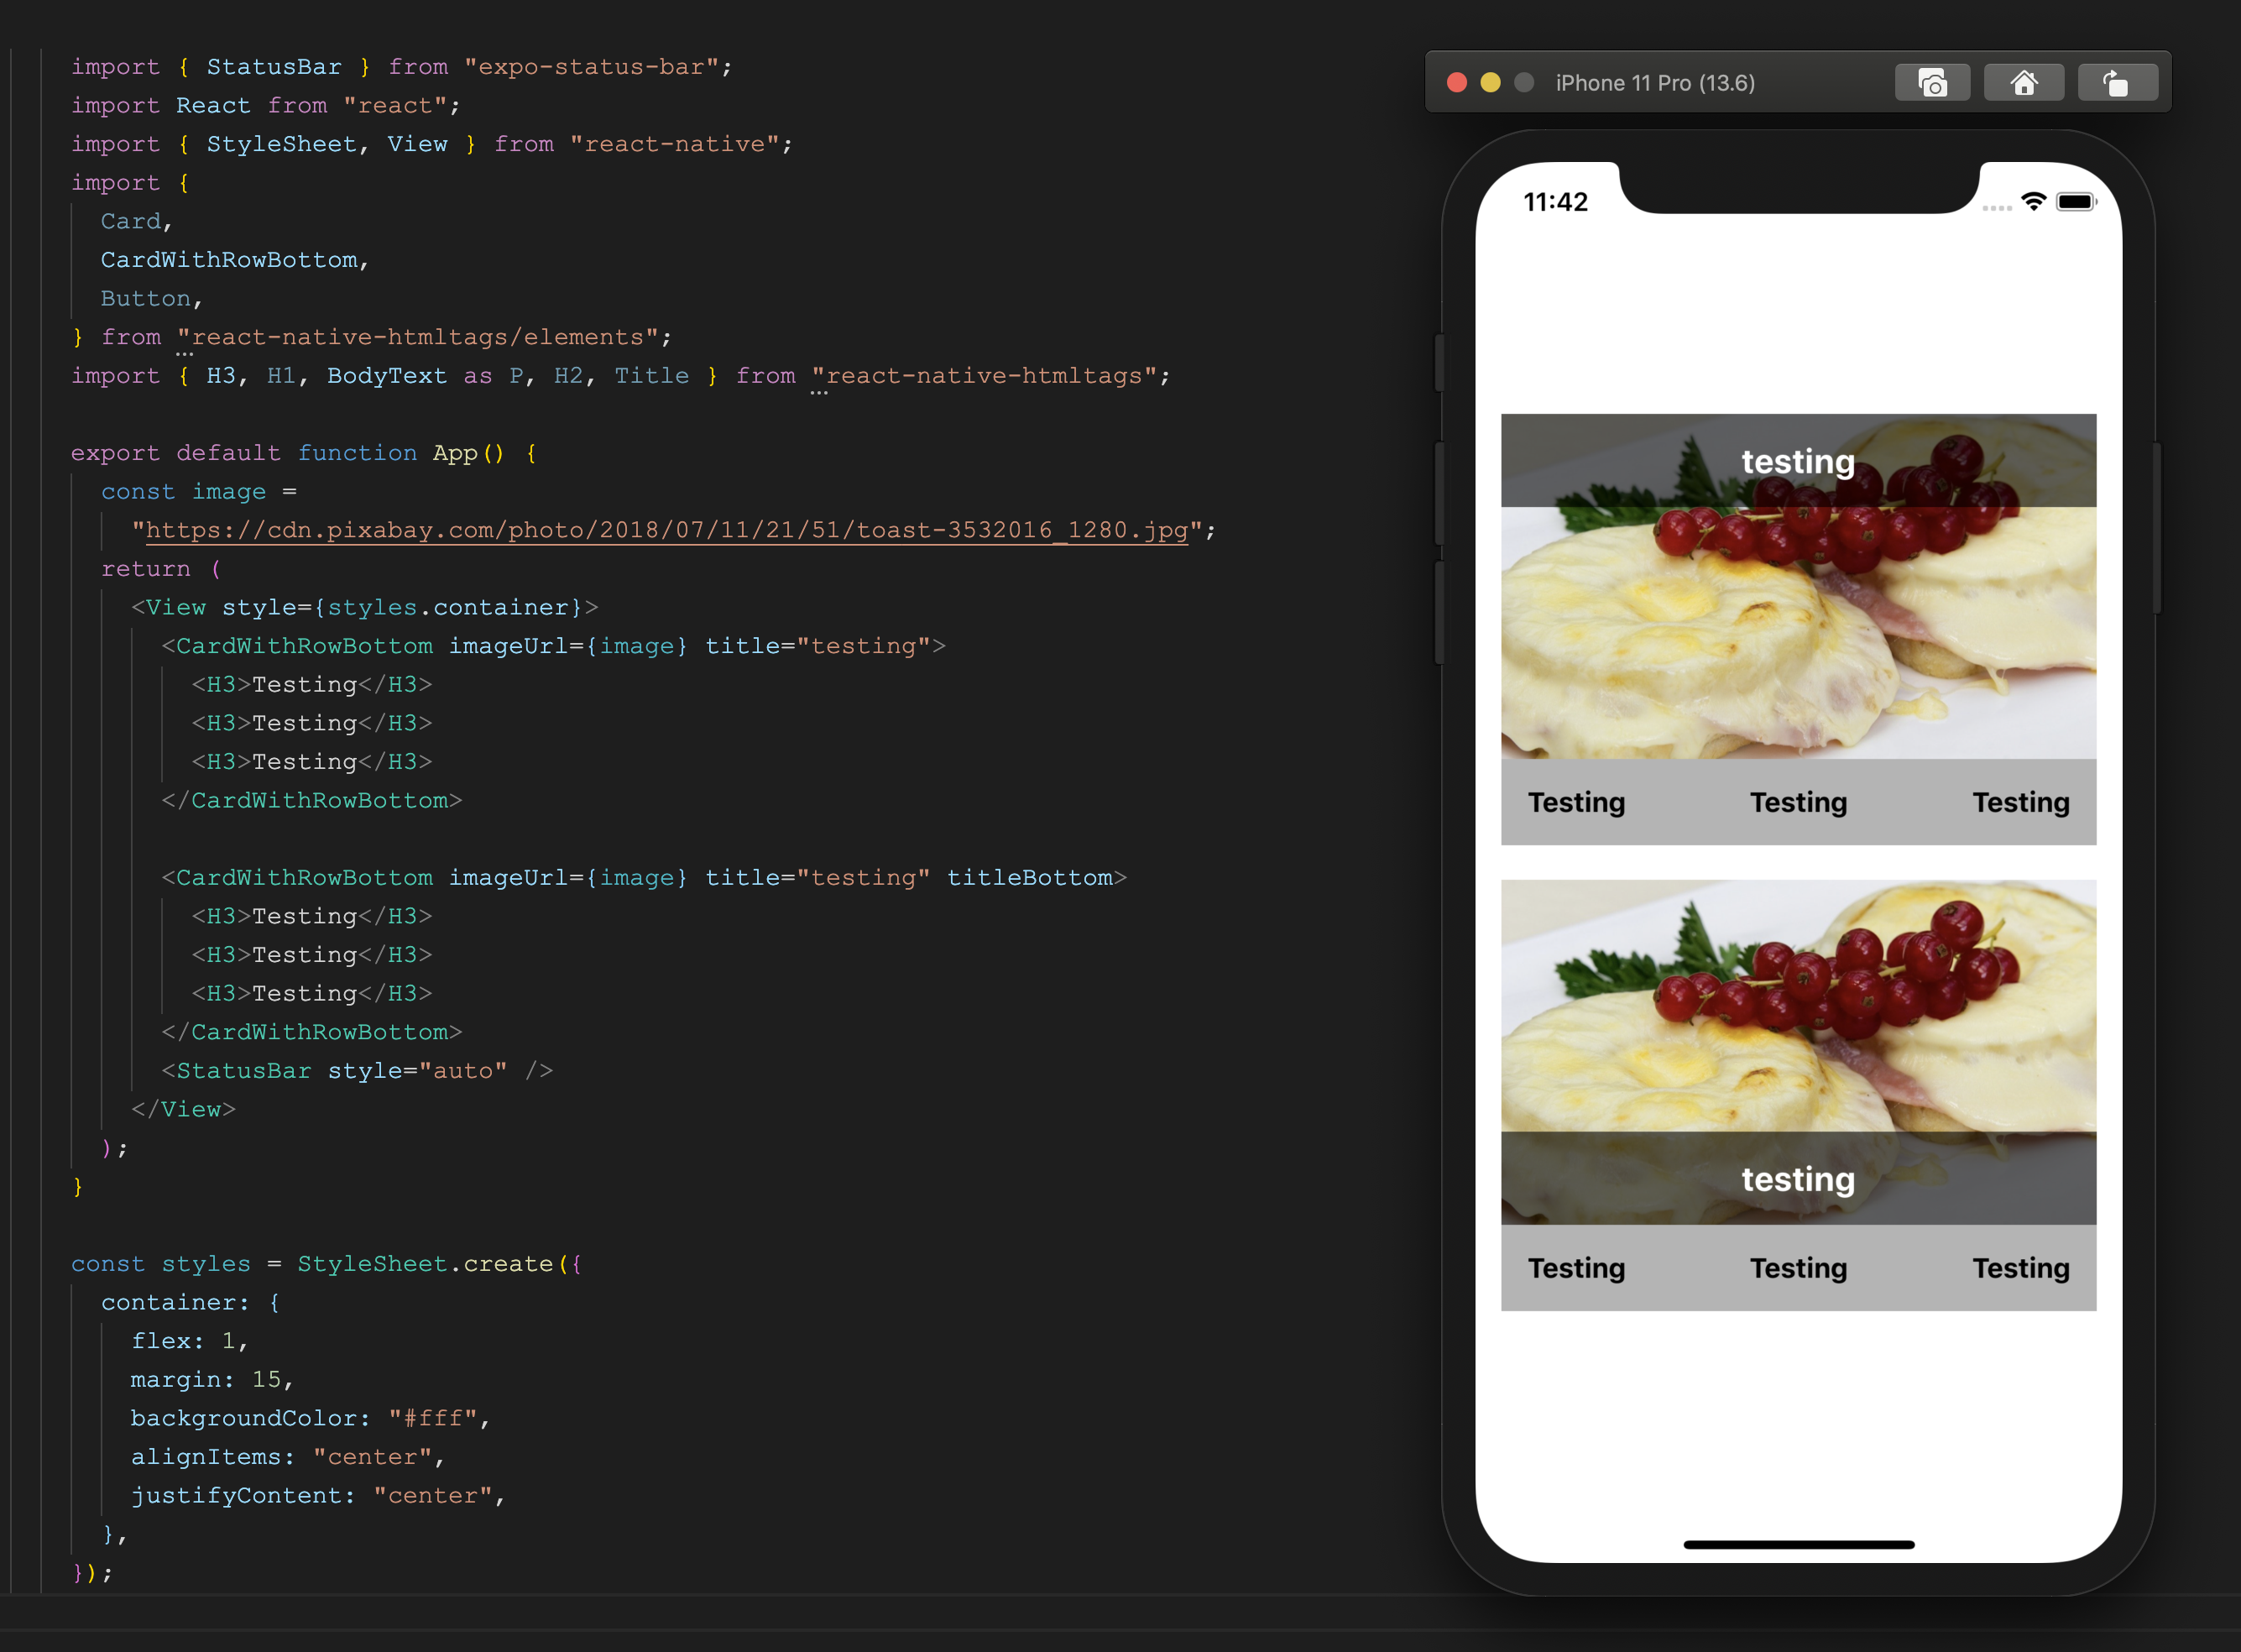 import { StatusBar } from "expo-status-bar";
import React from "react";
import { StyleSheet, View } from "react-native";
import {
  Card,
  CardWithRowBottom,
  Button,
} from "react-native-htmltags/elements";
import { H3, H1, BodyText as P, H2, Title } from "react-native-htmltags";

export default function App() {
  const image =
    "https://cdn.pixabay.com/photo/2018/07/11/21/51/toast-3532016_1280.jpg";
  return (
    <View style={styles.container}>
      <CardWithRowBottom imageUrl={image} title="testing">
        <H3>Testing</H3>
        <H3>Testing</H3>
        <H3>Testing</H3>
      </CardWithRowBottom>

      <CardWithRowBottom imageUrl={image} title="testing" titleBottom>
        <H3>Testing</H3>
        <H3>Testing</H3>
        <H3>Testing</H3>
      </CardWithRowBottom>
      <StatusBar style="auto" />
    </View>
  );
}

const styles = StyleSheet.create({
  container: {
    flex: 1,
    margin: 15,
    backgroundColor: "#fff",
    alignItems: "center",
    justifyContent: "center",
  },
});
iPhone 11 Pro (13.6)
11:42
testing
Testing Testing Testing
testing
Testing Testing Testing